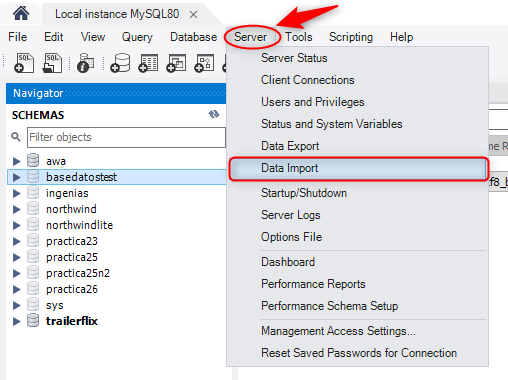 Local instance MySQL80 ×
File Edit View Query Database Server Tools Scripting Help
SQL SQL
Navigator
SCHEMAS
Filter objects
awa
basedatostest
ingenias
northwind
northwindlite
practica23
practica25
practica25n2
practica26
sys
trailerflix
Server Status
Client Connections
Users and Privileges
Status and System Variables
Data Export
Data Import
Startup/Shutdown
Server Logs
Options File
Dashboard
Performance Reports
Performance Schema Setup
Management Access Settings...
Reset Saved Passwords for Connection